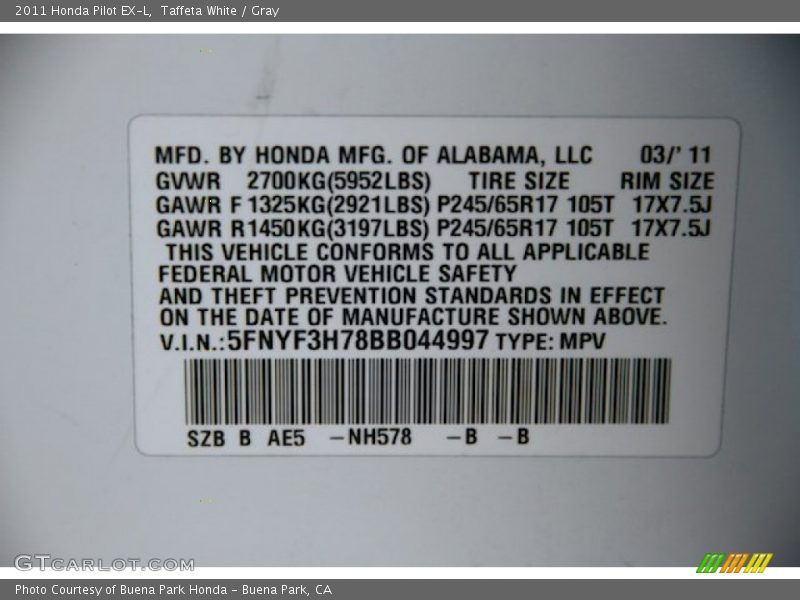 2011 Honda Pilot EX-L, Taffeta White / Gray
MFD. BY HONDA MFG. OF ALABAMA, LLC 03/' 11
GVWR 2700KG(5952LBS) TIRE SIZE RIM SIZE
GAWR F 1325KG(2921LBS) P245/65R17 105T 17X7.5J
GAWR R1450KG(3197LBS) P245/65R17 105T 17X7.5J
THIS VEHICLE CONFORMS TO ALL APPLICABLE
FEDERAL MOTOR VEHICLE SAFETY
AND THEFT PREVENTION STANDARDS IN EFFECT
ON THE DATE OF MANUFACTURE SHOWN ABOVE.
V.I.N.:5FNYF3H78BB044997 TYPE: MPV
SZB B AE5 -NH578 -B -B
GTCARLOT.COM
Photo Courtesy of Buena Park Honda - Buena Park, CA